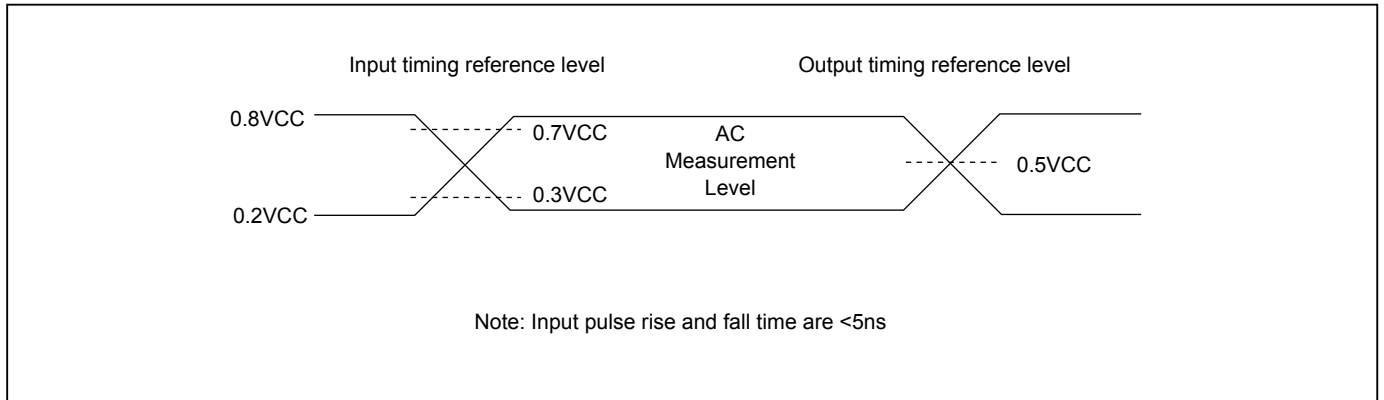 Input timing reference level
Output timing reference level
0.8VCC
0.7VCC
AC
Measurement
Level
0.5VCC
0.3VCC
0.2VCC
Note: Input pulse rise and fall time are <5ns